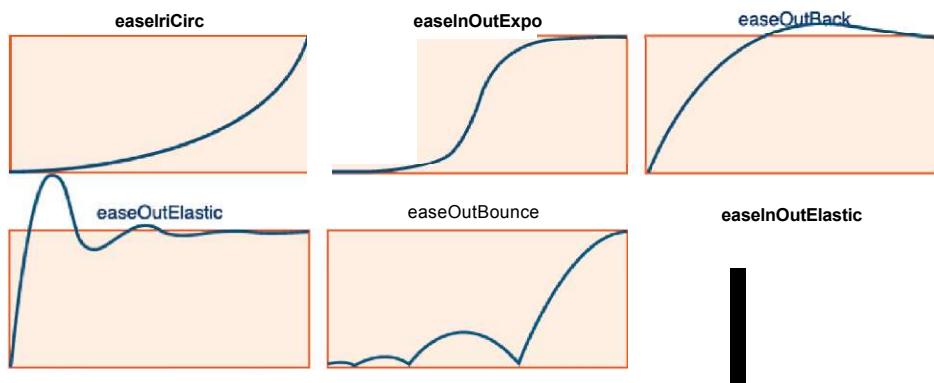 easeIriCirc
easeInOutExpo
easeOutBack
easeOutElastic
easeOutBounce
easeInOutElastic